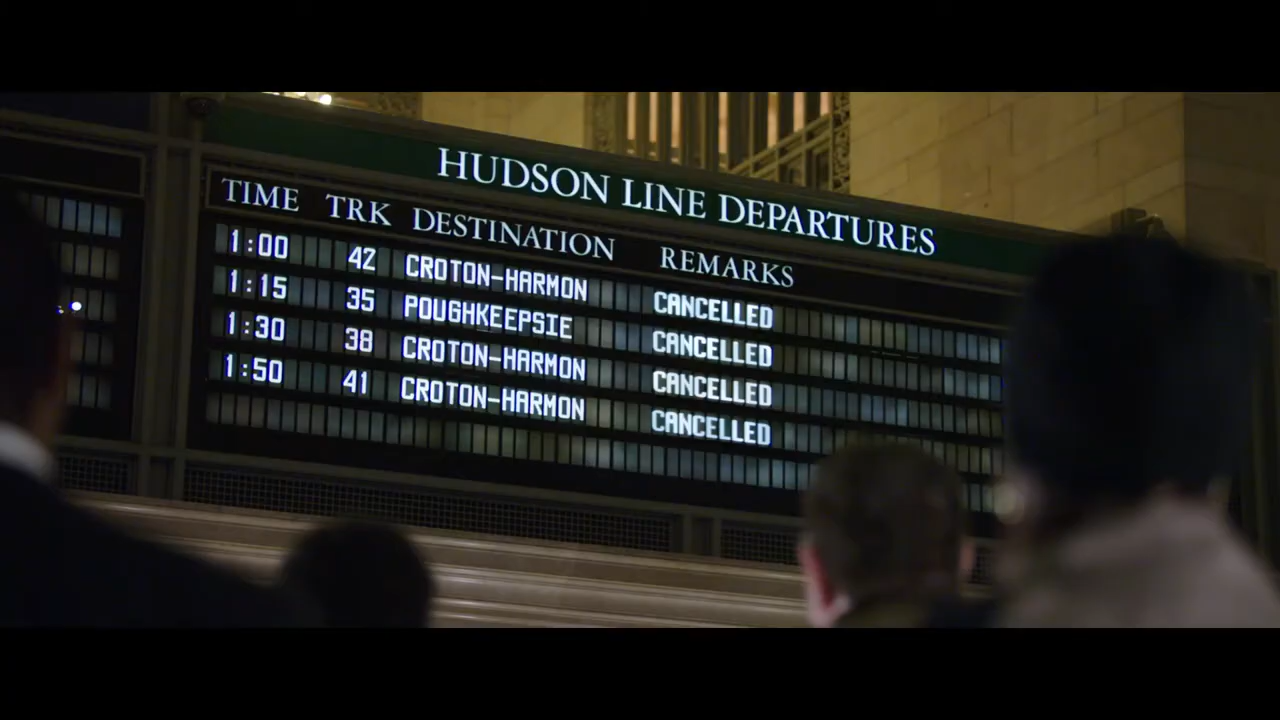 HUDSON LINE DEPARTURES
TIME TRK DESTINATION REMARKS
1:00 42 CROTON-HARMON CANCELLED
1:15 35 POUGHKEEPSIE CANCELLED
1:30 38 CROTON-HARMON CANCELLED
1:50 41 CROTON-HARMON CANCELLED